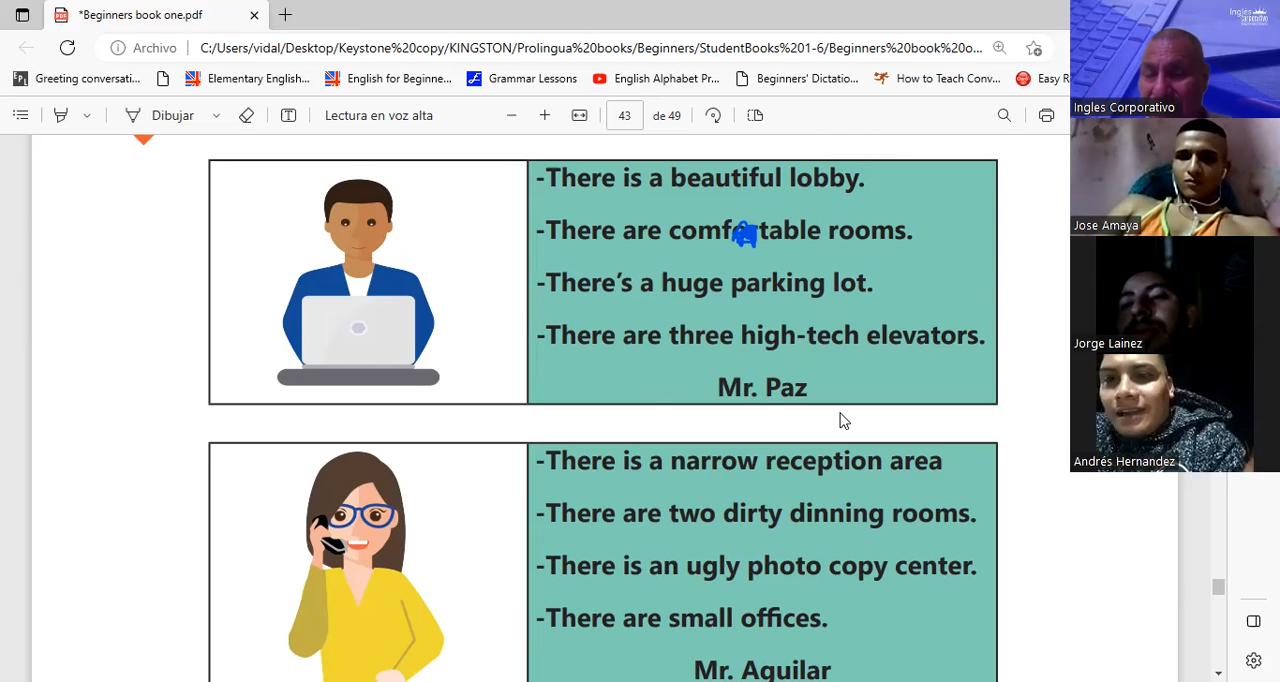 *Beginners book one.pdf
Archivo
C:/Users/vidal/Desktop/Keystone%20copy/KINGSTON/Prolingua%20books/Beginners/StudentBooks%201-6/Beginners%20book%20o...
Greeting conversati...
Elementary English...
English for Beginne...
Grammar Lessons
English Alphabet Pr...
Beginners' Dictatio...
How to Teach Conv...
Easy R
Dibujar
Lectura en voz alta
43
de 49
-There is a beautiful lobby.
-There are comf table rooms.
-There's a huge parking lot.
-There are three high-tech elevators.
Mr. Paz
-There is a narrow reception area
-There are two dirty dinning rooms.
-There is an ugly photo copy center.
-There are small offices.
Mr. Aguilar
Ingles Corporativo
Jose Amaya
Jorge Lainez
Andrés Hernandez